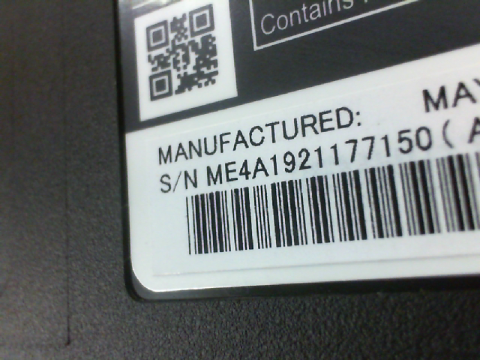 Contains
MANUFACTURED: MAY
S/N ME4A1921177150 ( A